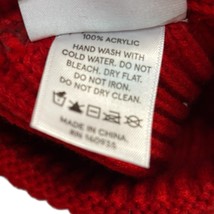 100% ACRYLIC
HAND WASH WITH
COLD WATER. DO NOT
BLEACH. DRY FLAT.
DO NOT IRON.
DO NOT DRY CLEAN.
MADE IN CHINA.
RN 160935